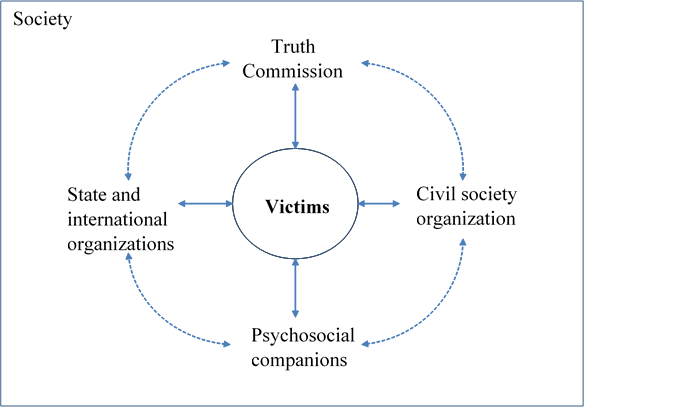 Society
Truth
Commission
State and
international
organizations
Victims
Civil society
organization
Psychosocial
companions